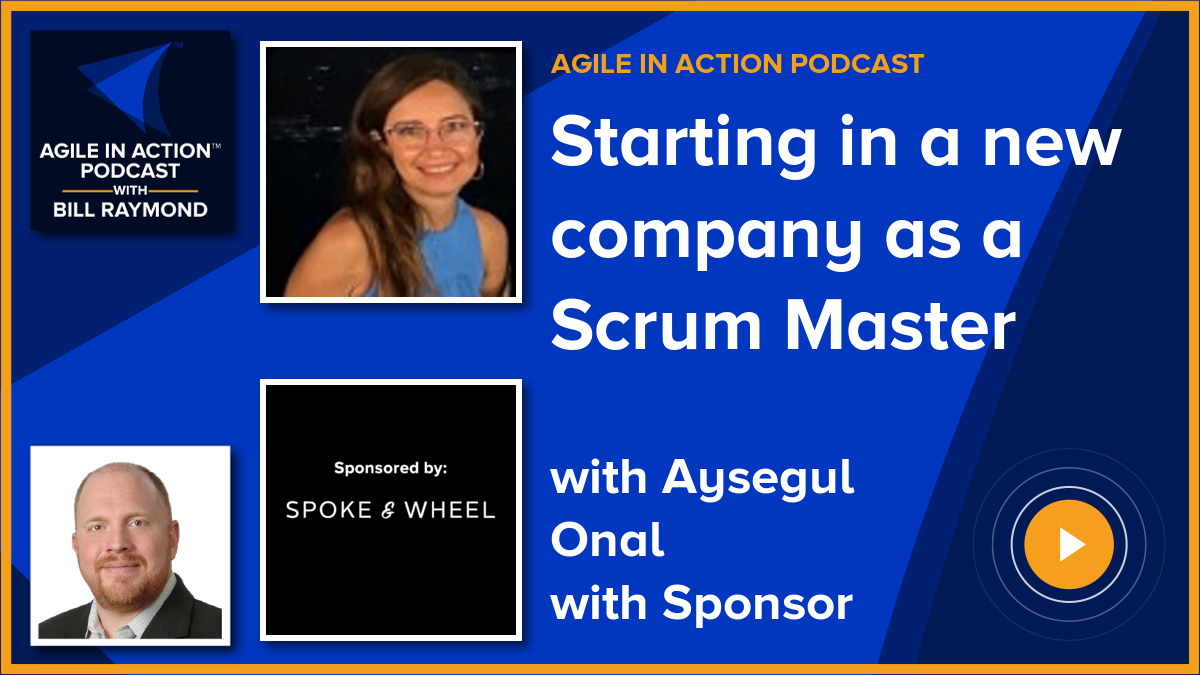 AGILE IN ACTION™
PODCAST
WITH
BILL RAYMOND
AGILE IN ACTION PODCAST
Starting in a new
company as a
Scrum Master
Sponsored by:
SPOKE & WHEEL
with Aysegul
Onal
with Sponsor